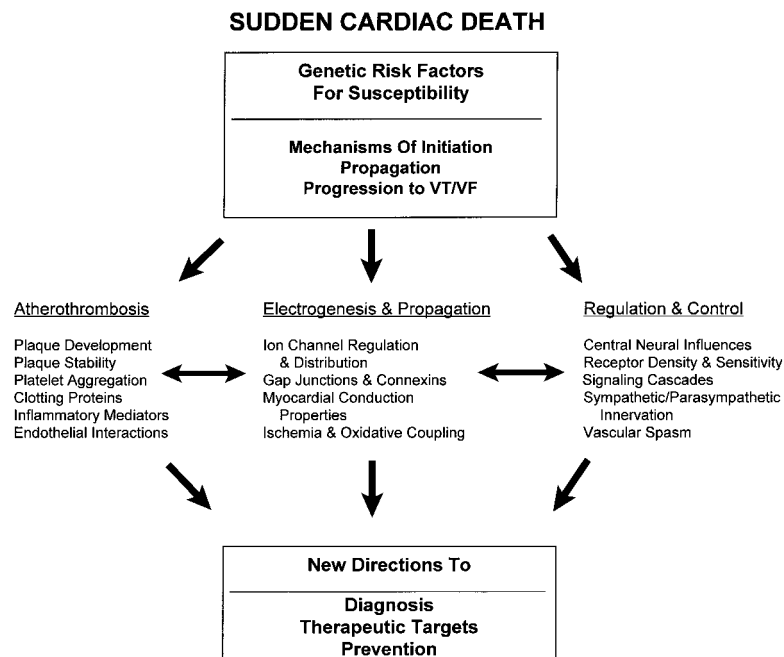 SUDDEN CARDIAC DEATH
Genetic Risk Factors
For Susceptibility
Mechanisms Of Initiation
Propagation
Progression to VT/VF
Atherothrombosis
Plaque Development
Plaque Stability
Platelet Aggregation
Clotting Proteins
Inflammatory Mediators
Endothelial Interactions
Electrogenesis & Propagation
Ion Channel Regulation
& Distribution
Gap Junctions & Connexins
Myocardial Conduction
Properties
Ischemia & Oxidative Coupling
Regulation & Control
Central Neural Influences
Receptor Density & Sensitivity
Signaling Cascades
Sympathetic/Parasympathetic
Innervation
Vascular Spasm
New Directions To
Diagnosis
Therapeutic Targets
Prevention